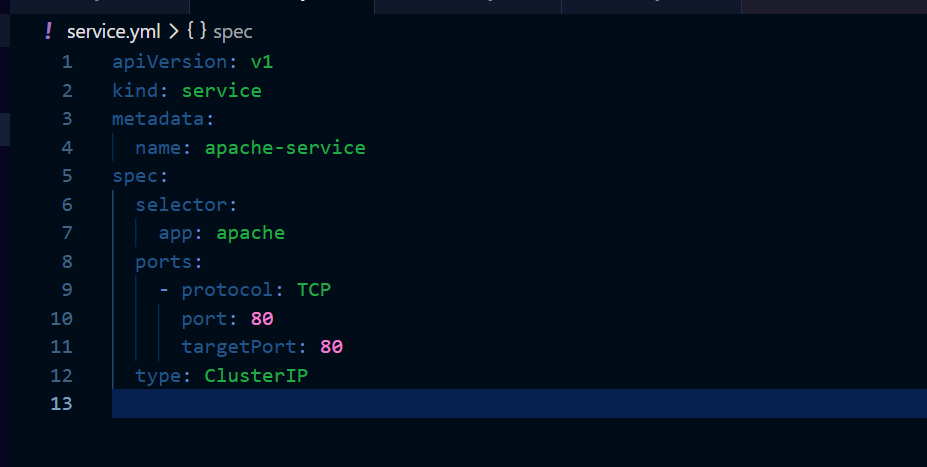 ! service.yml > {} spec
1 apiVersion: v1
2 kind: service
3 metadata:
4   name: apache-service
5 spec:
6   selector:
7     app: apache
8   ports:
9     - protocol: TCP
10       port: 80
11       targetPort: 80
12   type: ClusterIP
13